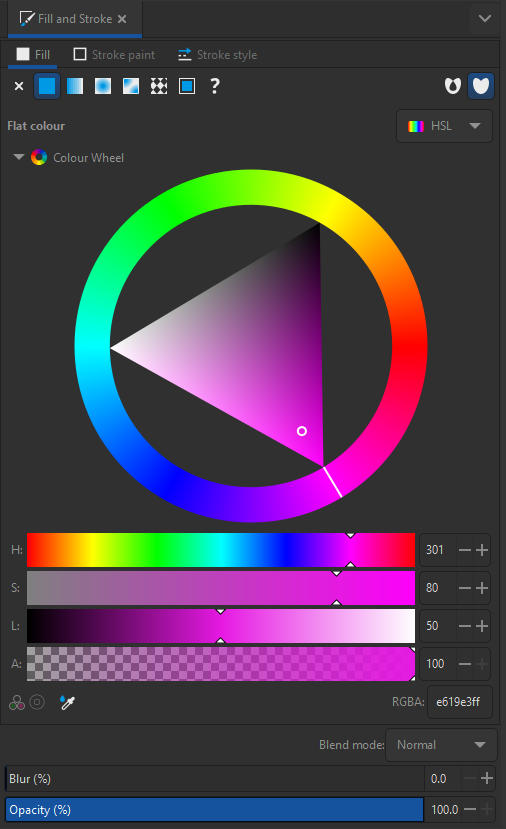 Fill and Stroke
Fill Stroke paint Stroke style
?
Flat colour HSL
Colour Wheel
H: 301
S: 80
L: 50
A: 100
RGBA: e619e3ff
Blend mode: Normal
Blur (%) 0.0
Opacity (%) 100.0